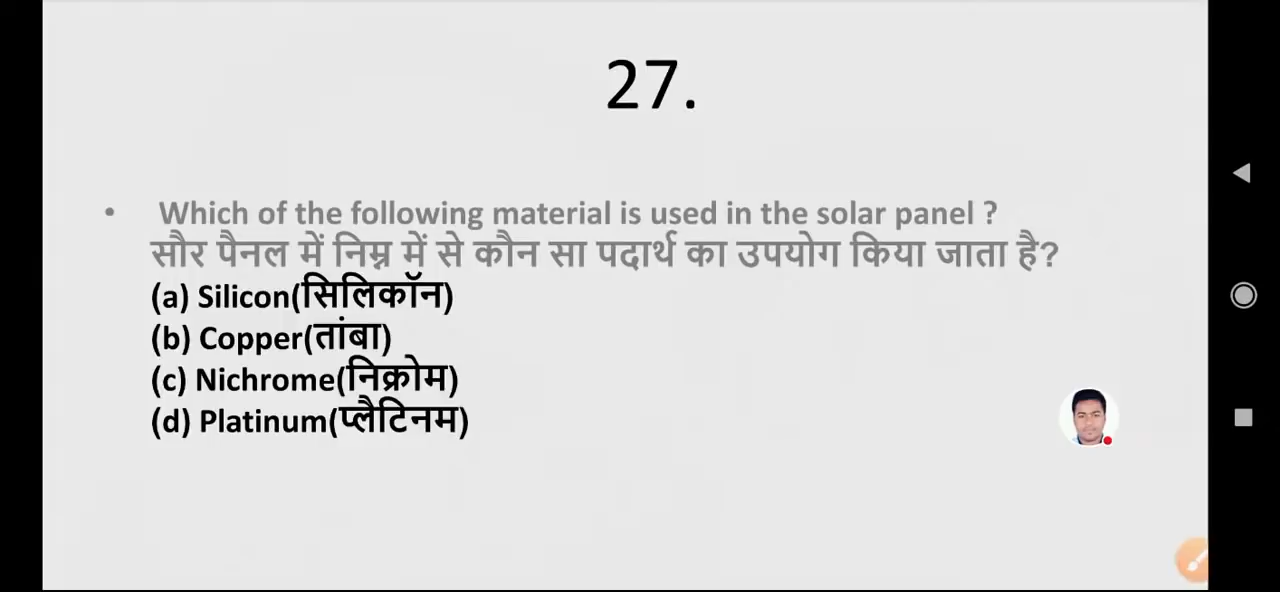 27.
• Which of the following material is used in the solar panel ?
सौर पैनल में निम्न में से कौन सा पदार्थ का उपयोग किया जाता है?
(a) Silicon(सिलिकॉन)
(b) Copper(तांबा)
(c) Nichrome(निक्रोम)
(d) Platinum(प्लैटिनम)